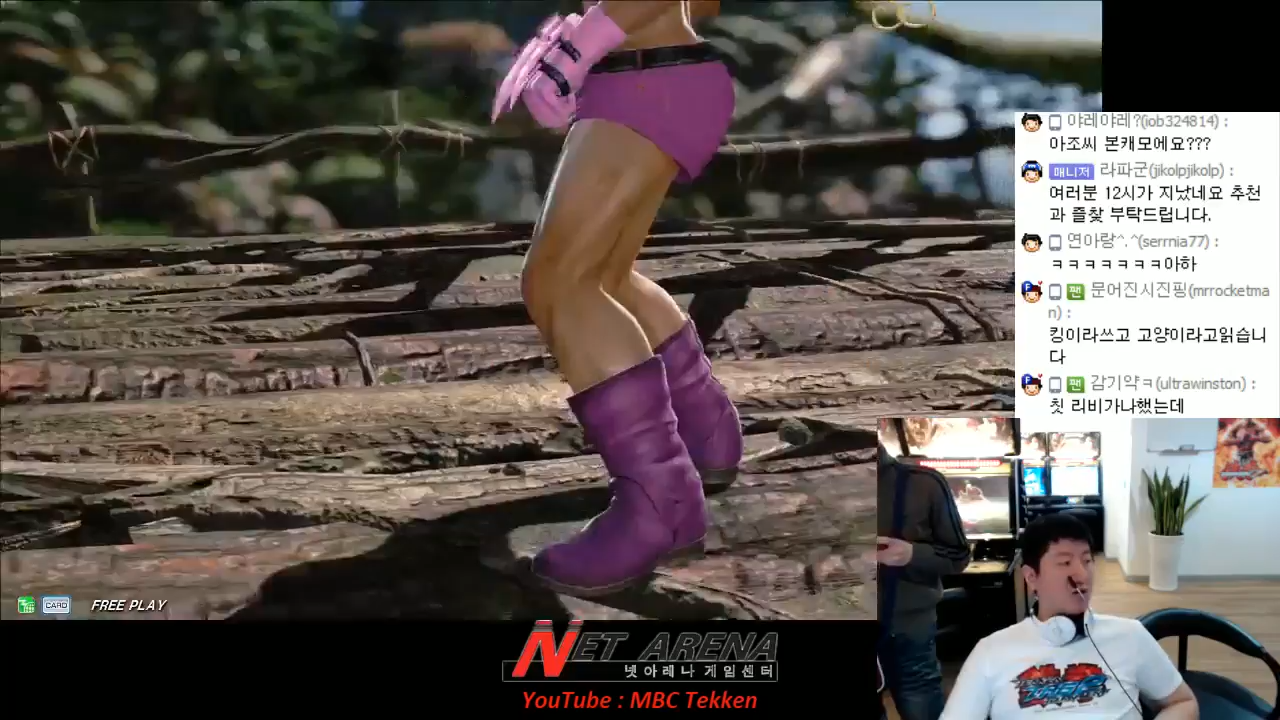 야레야레?(iob324814) :
아조씨 본캐모에요???
매니저 라파군(jikolpjikolp) :
여러분 12시가 지났네요 추천
과 즐찾 부탁드립니다.
연아랑^.^(serrnia77) :
ㅋㅋㅋㅋㅋㅋㅋ아하
팬 문어진시진핑(mrrocketma
n) :
킹이라쓰고 고양이라고읽습니
다
팬 감기약ㅋ(ultrawinston) :
칫 리비가나했는데
CARD FREE PLAY
NET ARENA
넷아레나 게임센터
YouTube : MBC Tekken